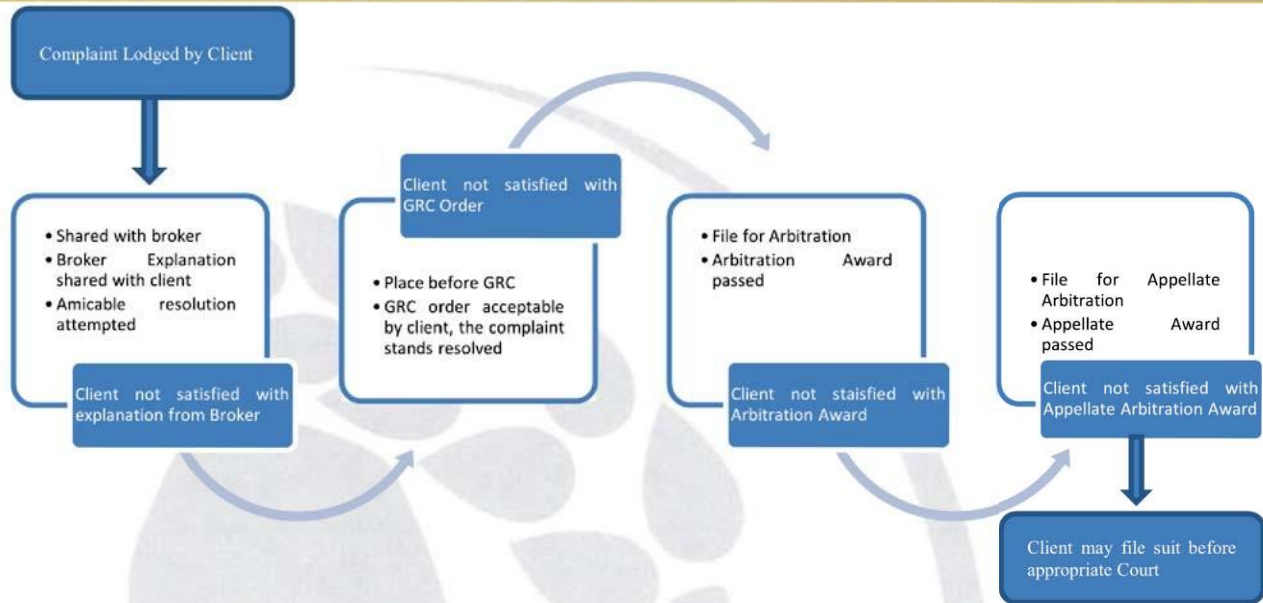 Complaint Lodged by Client
• Shared with broker
• Broker Explanation
shared with client
• Amicable resolution
attempted
Client not satisfied with
explanation from Broker
Client not satisfied with
GRC Order
• Place before GRC
• GRC order acceptable
by client, the complaint
stands resolved
• File for Arbitration
• Arbitration Award
passed
Client not staisfied with
Arbitration Award
• File for Appellate
Arbitration
• Appellate Award
passed
Client not satisfied with
Appellate Arbitration Award
Client may file suit before
appropriate Court